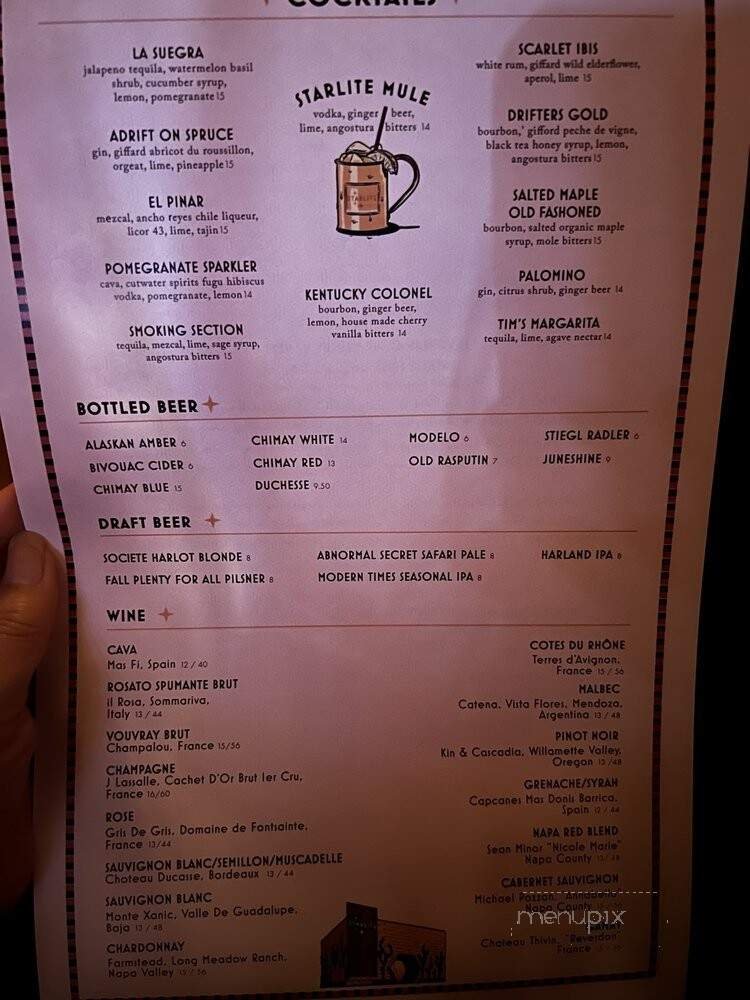 COCKTAILS
LA SUEGRA
jalapeno tequila, watermelon basil
shrub, cucumber syrup,
lemon, pomegranate 15
ADRIFT ON SPRUCE
gin, giffard abricot du roussillon,
orgeat, lime, pineapple 15
EL PINAR
mezcal, ancho reyes chile liqueur,
licor 43, lime, tajin 15
POMEGRANATE SPARKLER
cava, cutwater spirits fugu hibiscus
vodka, pomegranate, lemon 14
SMOKING SECTION
tequila, mezcal, lime, sage syrup,
angostura bitters 15
STARLITE MULE
vodka, ginger beer,
lime, angostura bitters 14
STARLITE
KENTUCKY COLONEL
bourbon, ginger beer,
lemon, house made cherry
vanilla bitters 14
SCARLET IBIS
white rum, giffard wild elderflower,
aperol, lime 15
DRIFTERS GOLD
bourbon,' gifford peche de vigne,
black tea honey syrup, lemon,
angostura bitters 15
SALTED MAPLE
OLD FASHONED
bourbon, salted organic maple
syrup, mole bitters 15
PALOMINO
gin, citrus shrub, ginger beer 14
TIM'S MARGARITA
tequila, lime, agave nectar 14
BOTTLED BEER
ALASKAN AMBER 6
BIVOUAC CIDER 6
CHIMAY BLUE 15
CHIMAY WHITE 14
CHIMAY RED 13
DUCHESSE 9.50
MODELO 6
OLD RASPUTIN 7
STIEGL RADLER 6
JUNESHINE 9
DRAFT BEER
SOCIETE HARLOT BLONDE 8
FALL PLENTY FOR ALL PILSNER 8
ABNORMAL SECRET SAFARI PALE 8
MODERN TIMES SEASONAL IPA 8
HARLAND IPA 8
WINE
CAVA
Mas Fi, Spain 12 / 40
ROSATO SPUMANTE BRUT
il Rosa, Sommariva,
Italy 13 / 44
VOUVRAY BRUT
Champalou, France 15/56
CHAMPAGNE
J Lassalle, Cachet D'Or Brut 1er Cru,
France 16/60
ROSE
Gris De Gris, Domaine de Fontsainte,
France 13/44
SAUVIGNON BLANC/SEMILLON/MUSCADELLE
Choteau Ducasse, Bordeaux 13 / 44
SAUVIGNON BLANC
Monte Xanic, Valle De Guadalupe,
Baja 13 / 48
CHARDONNAY
Farmstead, Long Meadow Ranch,
Napa Valley 15 / 56
COTES DU RHÔNE
Terres d'Avignon,
France 15 / 56
MALBEC
Catena, Vista Flores, Mendoza,
Argentina 13 / 48
PINOT NOIR
Kin & Cascadia, Willamette Valley,
Oregon 13 /48
GRENACHE/SYRAH
Capcanes Mas Donis Barrica,
Spain 12 / 44
NAPA RED BLEND
Sean Minor "Nicole Marie"
Napa County
CABERNET SAUVIGNON
Michael Pozzan, "Annabella"
Napa County
Chateau Thivin, "Reverdon"
France
menupix